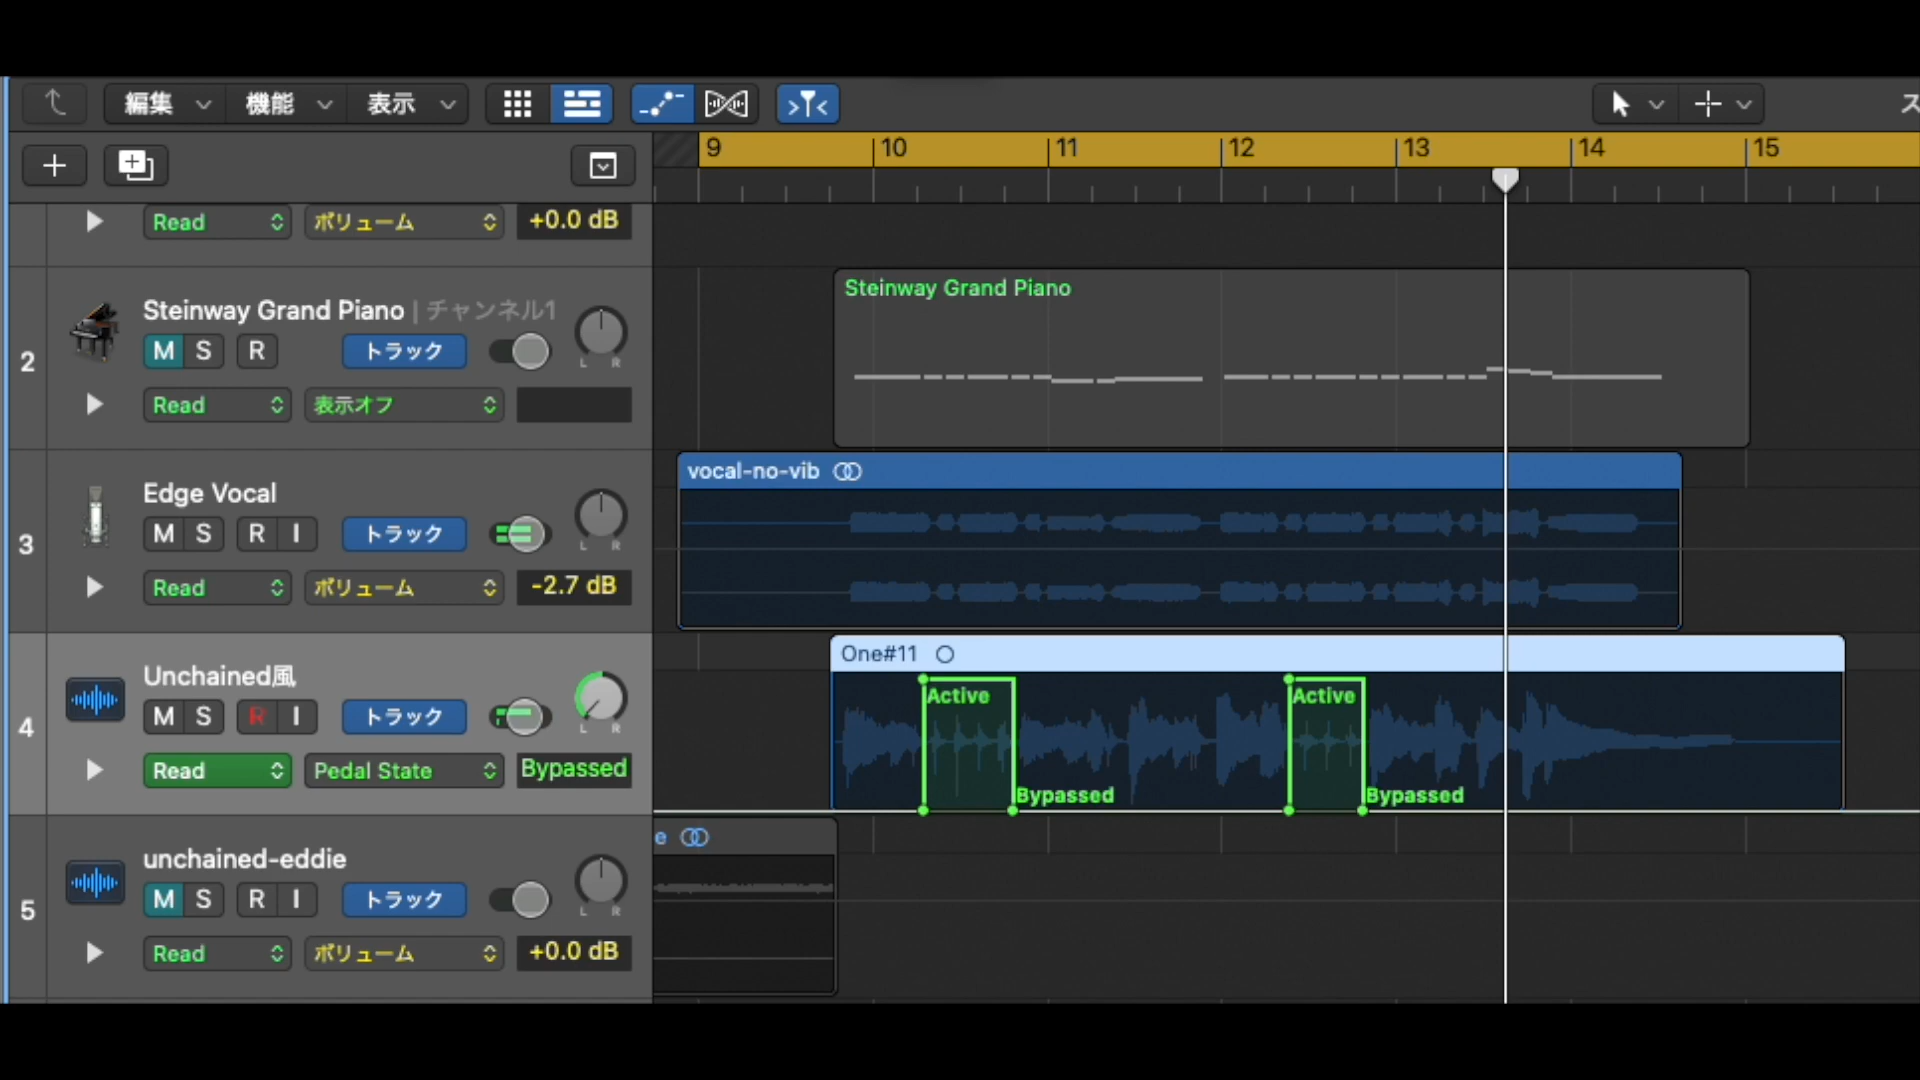 編集 機能 表示 ス
9 10 11 12 13 14 15
Read ボリューム +0.0 dB
2
Steinway Grand Piano | チャンネル1
M S R トラック L R
Read 表示オフ
Steinway Grand Piano
3
Edge Vocal
M S R I トラック L R
Read ボリューム -2.7 dB
vocal-no-vib
4
Unchained風
M S R I トラック L R
Read Pedal State Bypassed
One#11
Active Active
Bypassed Bypassed
5
unchained-eddie
M S R I トラック L R
Read ボリューム +0.0 dB
e